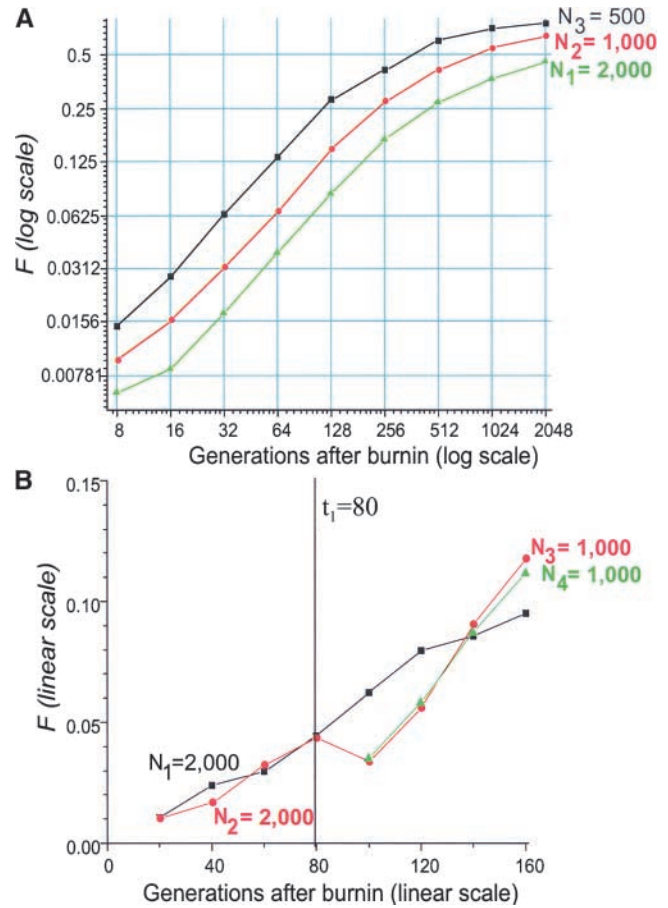 A
N3 = 500
N2 = 1,000
N1 = 2,000
F (log scale)
0.5
0.25
0.125
0.0625
0.0312
0.0156
0.00781
8 16 32 64 128 256 512 1024 2048
Generations after burnin (log scale)
B
F (linear scale)
0.15
0.10
0.05
0.00
t1=80
N3 = 1,000
N4 = 1,000
N1=2,000
N2 = 2,000
0 40 60 80 120 160
Generations after burnin (linear scale)